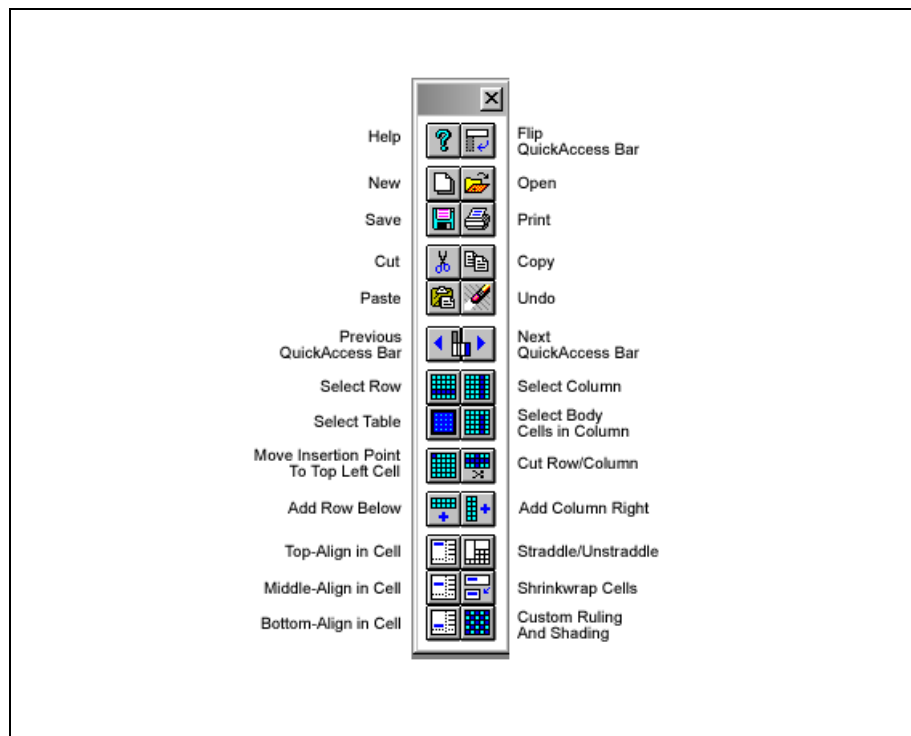 Help
Flip
QuickAccess Bar
New
Open
Save
Print
Cut
Copy
Paste
Undo
Previous
QuickAccess Bar
Next
QuickAccess Bar
Select Row
Select Column
Select Table
Select Body
Cells in Column
Move Insertion Point
To Top Left Cell
Cut Row/Column
Add Row Below
Add Column Right
Top-Align in Cell
Straddle/Unstraddle
Middle-Align in Cell
Shrinkwrap Cells
Bottom-Align in Cell
Custom Ruling
And Shading